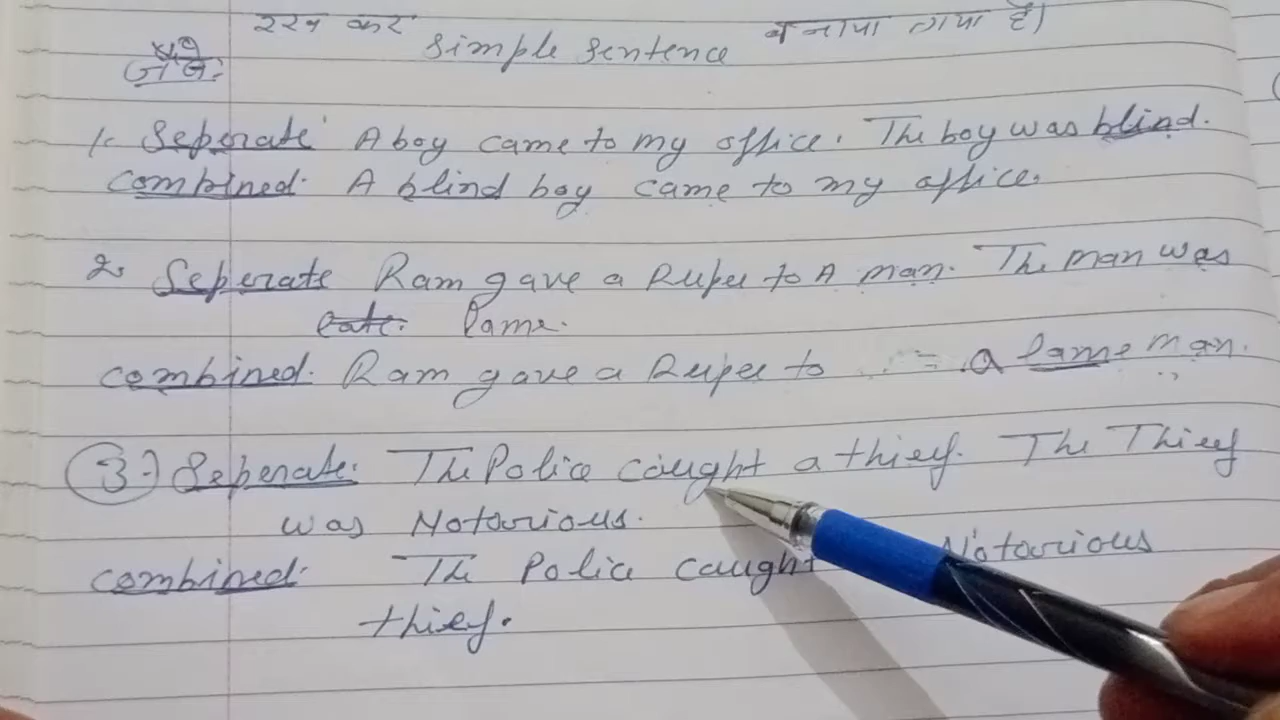 रख कर simple sentence बनाया गया है।
1- Seperate A boy came to my office. The boy was blind.
combined. A blind boy came to my office.
2. Seperate Ram gave a Rupee to A man. The man was
lame.
combined. Ram gave a Rupee to a lame man.
3-) Seperate. The Police caught a thief. The Thief
was Notorious.
combined. The Police caught Notorious
thief.